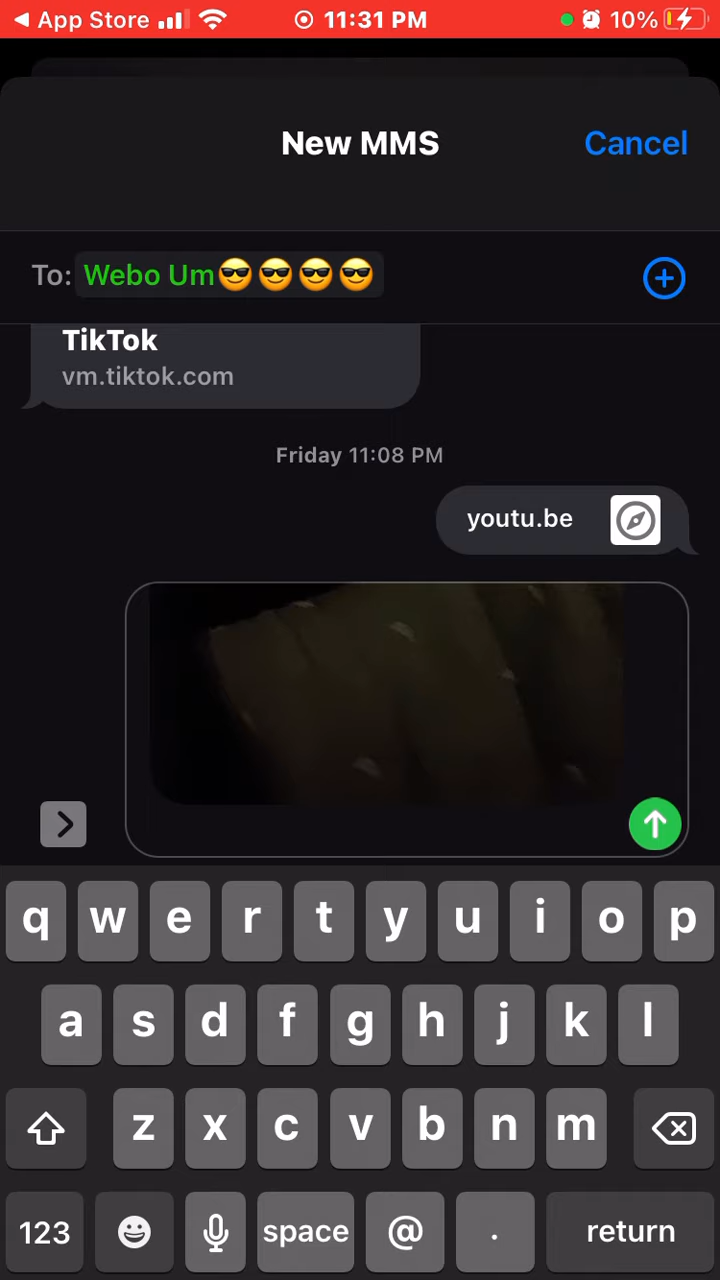 App Store 11:31 PM 10%
New MMS Cancel
To: Webo Um😎😎😎😎
TikTok
vm.tiktok.com
Friday 11:08 PM
youtu.be
q w e r t y u i o p
a s d f g h j k l
z x c v b n m
123 space @ . return